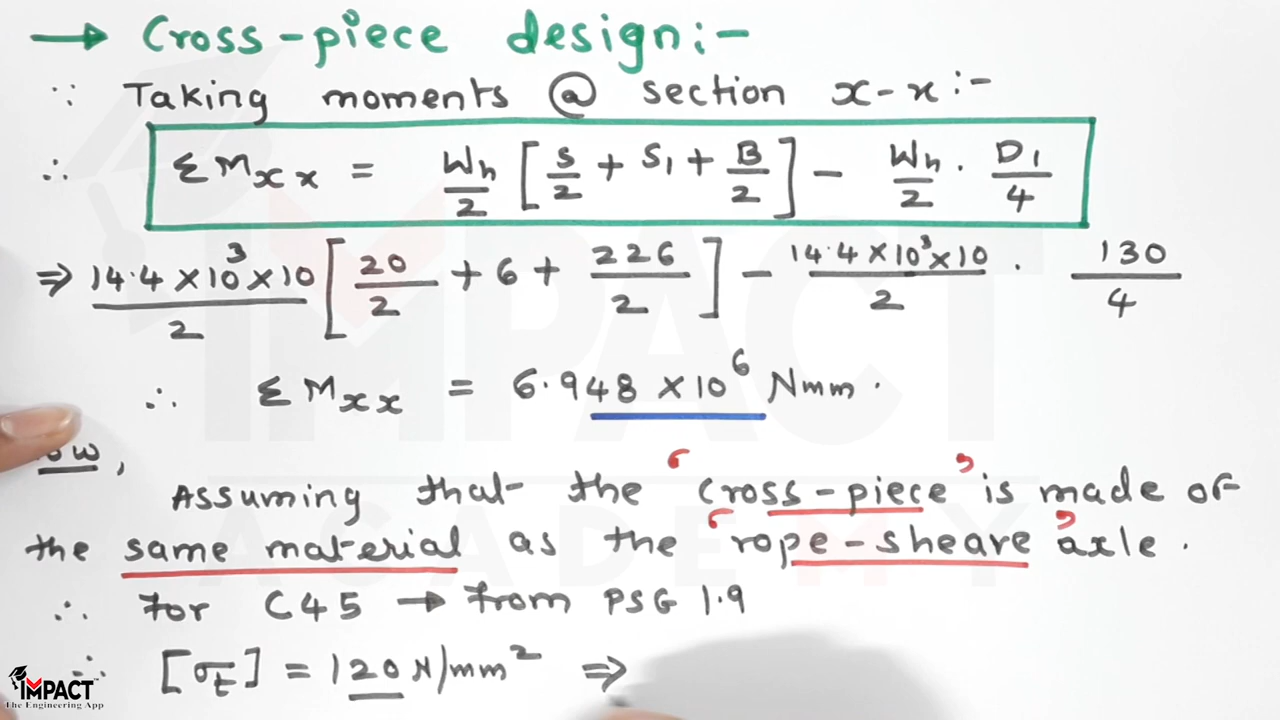 → Cross-piece design:-
∵ Taking moments @ section x-x:-
∴ ΣMxx = Wh/2 [S/2 + S1 + B/2] - Wh/2 . D1/4
⇒ 14.4×10³×10/2 [20/2 + 6 + 226/2] - 14.4×10³×10/2 . 130/4
∴ ΣMxx = 6.948 ×10⁶ Nmm.
Assuming that the 'Cross-piece' is made of
the same material as the 'rope-sheave' axle.
∴ for C45 → from PSG 1.9
∴ [σt] = 120 N/mm² ⇒
IMPACT
The Engineering App
IMPACT
ACADEMY